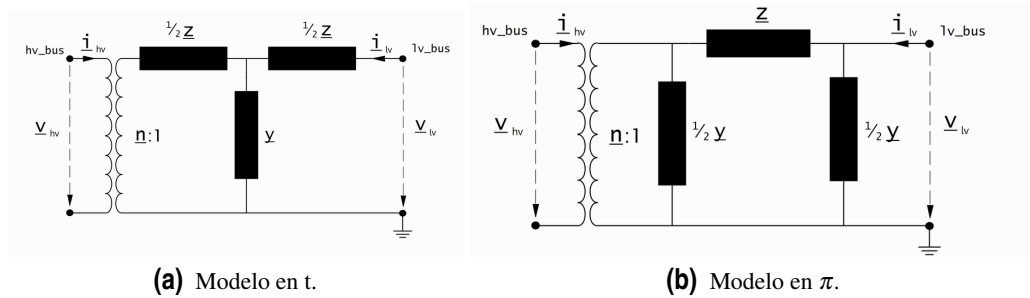 ½ z ½ z
hv_bus i hv i lv lv_bus
v hv n:1 y v lv
(a) Modelo en t.
z
hv_bus i hv i lv lv_bus
v hv n:1 ½ y ½ y v lv
(b) Modelo en π.